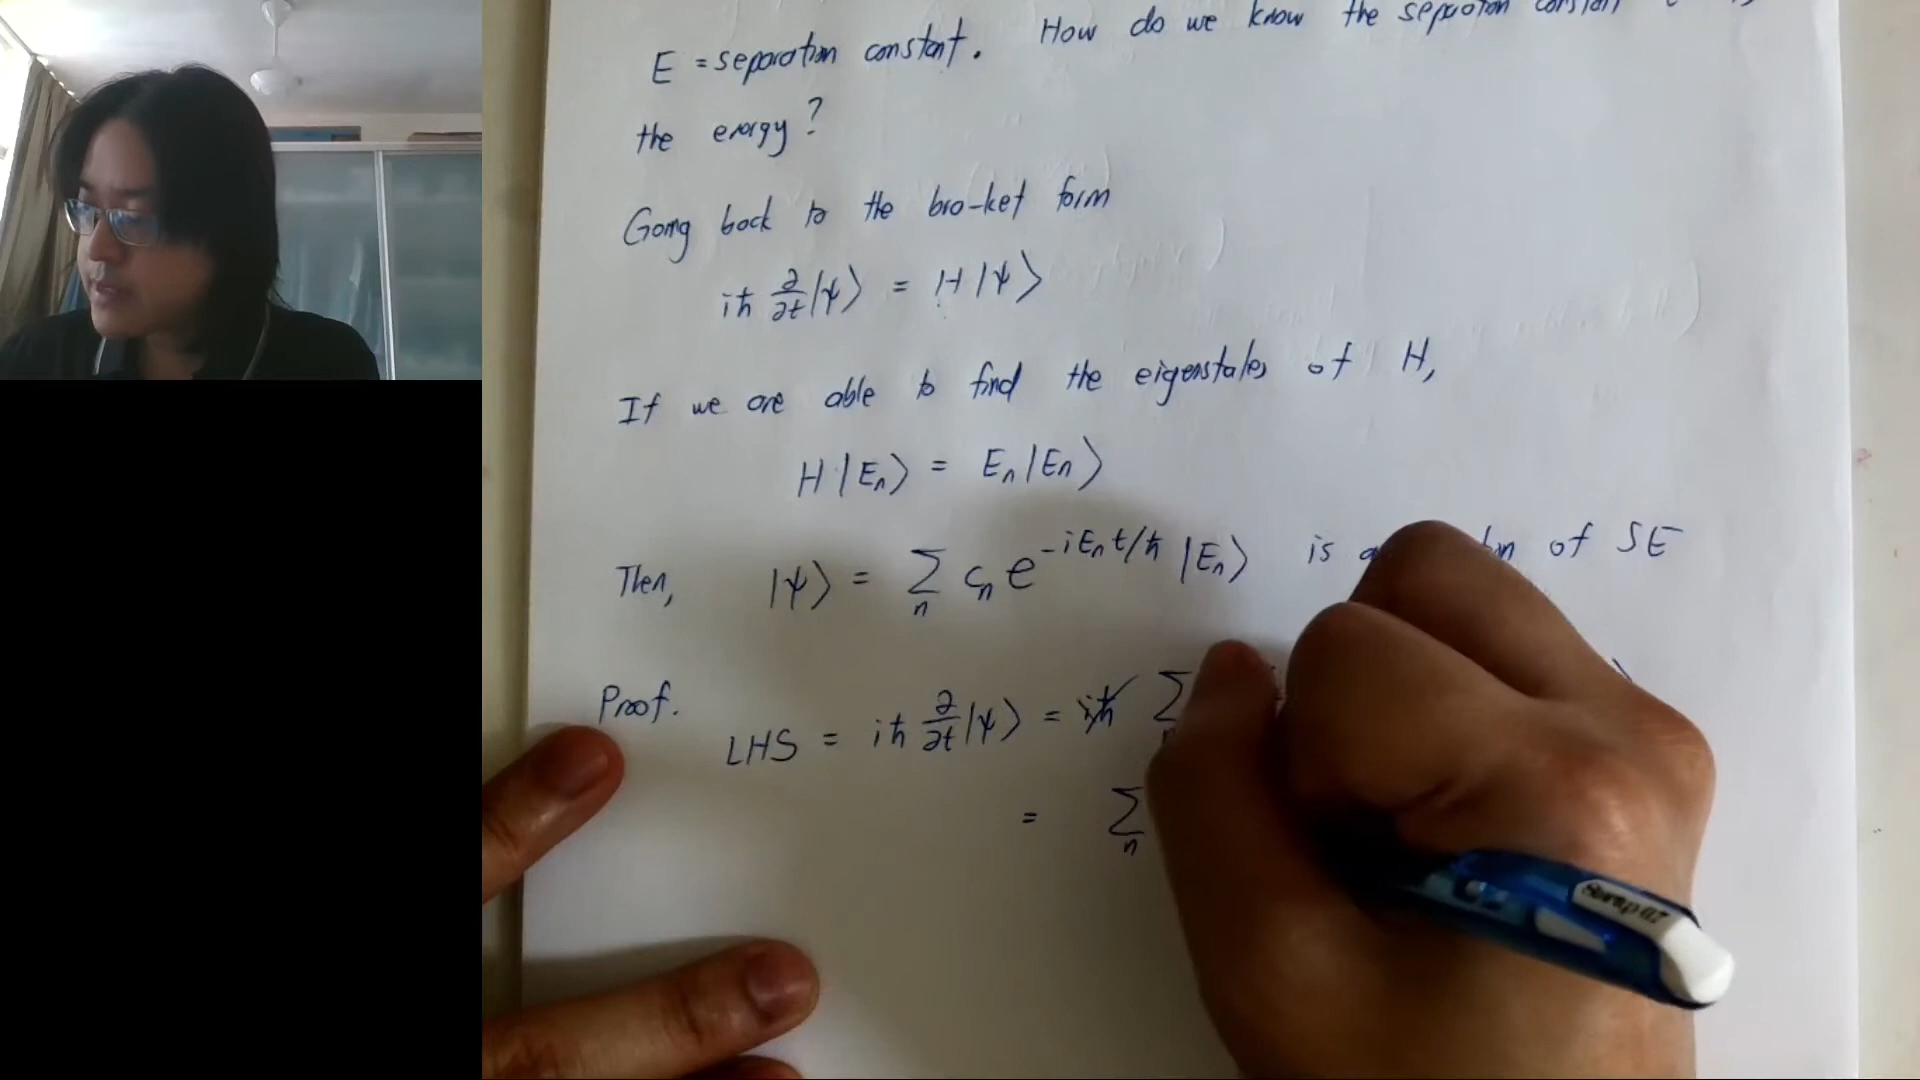 E = separation constant. How do we know the separation constant
the energy?
Going back to the bra-ket form
iℏ ∂/∂t |ψ⟩ = H |ψ⟩
If we are able to find the eigenstates of H,
H |Eₙ⟩ = Eₙ |Eₙ⟩
Then, |ψ⟩ = ∑ₙ cₙ e^(-iEₙt/ℏ) |Eₙ⟩ is of SE
Proof.
LHS = iℏ ∂/∂t |ψ⟩ = iℏ ∑ₙ
= ∑ₙ